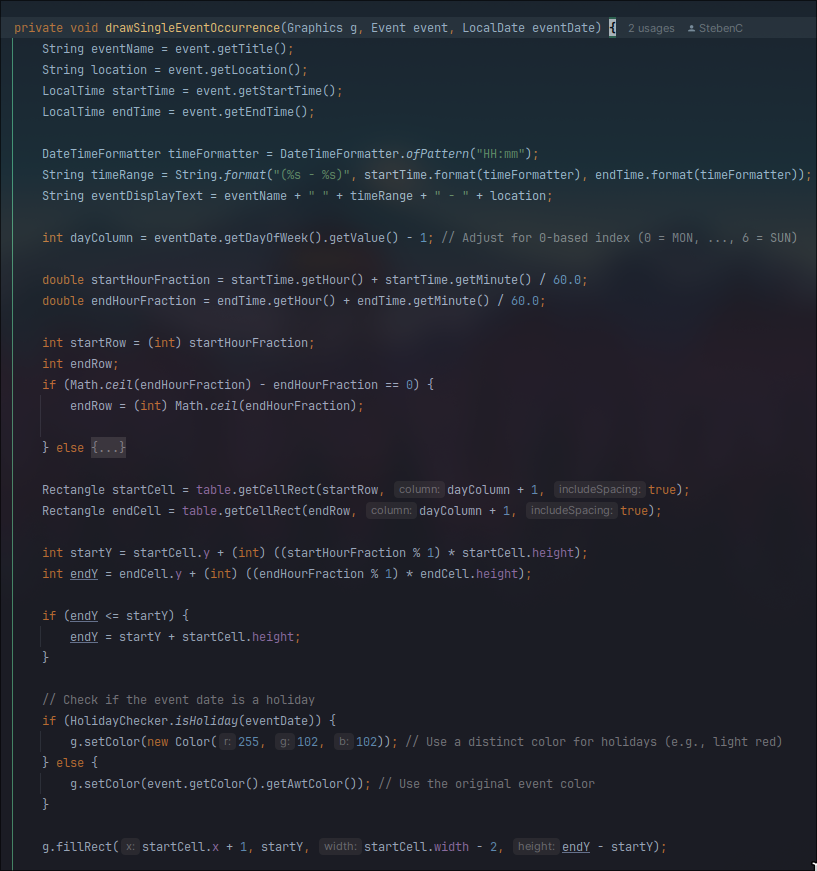 private void drawSingleEventOccurrence(Graphics g, Event event, LocalDate eventDate) { 2 usages StebenC
String eventName = event.getTitle();
String location = event.getLocation();
LocalTime startTime = event.getStartTime();
LocalTime endTime = event.getEndTime();
DateTimeFormatter timeFormatter = DateTimeFormatter.ofPattern("HH:mm");
String timeRange = String.format("(%s - %s)", startTime.format(timeFormatter), endTime.format(timeFormatter));
String eventDisplayText = eventName + " " + timeRange + " - " + location;
int dayColumn = eventDate.getDayOfWeek().getValue() - 1; // Adjust for 0-based index (0 = MON, ..., 6 = SUN)
double startHourFraction = startTime.getHour() + startTime.getMinute() / 60.0;
double endHourFraction = endTime.getHour() + endTime.getMinute() / 60.0;
int startRow = (int) startHourFraction;
int endRow;
if (Math.ceil(endHourFraction) - endHourFraction == 0) {
endRow = (int) Math.ceil(endHourFraction);
} else {...}
Rectangle startCell = table.getCellRect(startRow, column: dayColumn + 1, includeSpacing: true);
Rectangle endCell = table.getCellRect(endRow, column: dayColumn + 1, includeSpacing: true);
int startY = startCell.y + (int) ((startHourFraction % 1) * startCell.height);
int endY = endCell.y + (int) ((endHourFraction % 1) * endCell.height);
if (endY <= startY) {
endY = startY + startCell.height;
}
// Check if the event date is a holiday
if (HolidayChecker.isHoliday(eventDate)) {
g.setColor(new Color( r: 255, g: 102, b: 102)); // Use a distinct color for holidays (e.g., light red)
} else {
g.setColor(event.getColor().getAwtColor()); // Use the original event color
}
g.fillRect( x: startCell.x + 1, startY, width: startCell.width - 2, height: endY - startY);